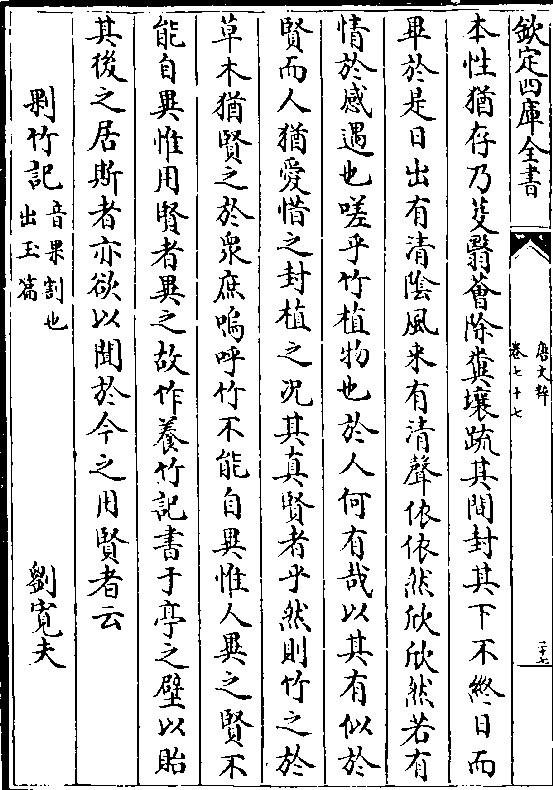 欽定四庫全書
唐文粹
卷七十七
本性猶存乃芟翳薈除糞壤疏其間封其下不終日而
畢於是日出有清陰風来有清聲依依然欣欣然若有
情於感遇也嗟乎竹植物也於人何有哉以其有似於
賢而人猶愛惜之封植之况其真賢者乎然則竹之於
草木猶賢之於衆庶嗚呼竹不能自異惟人異之賢不
能自異惟用賢者異之故作養竹記書于亭之壁以貽
其後之居斯者亦欲以聞於今之用賢者云
𠜴竹記 音果割也 出玉篇 劉寛夫